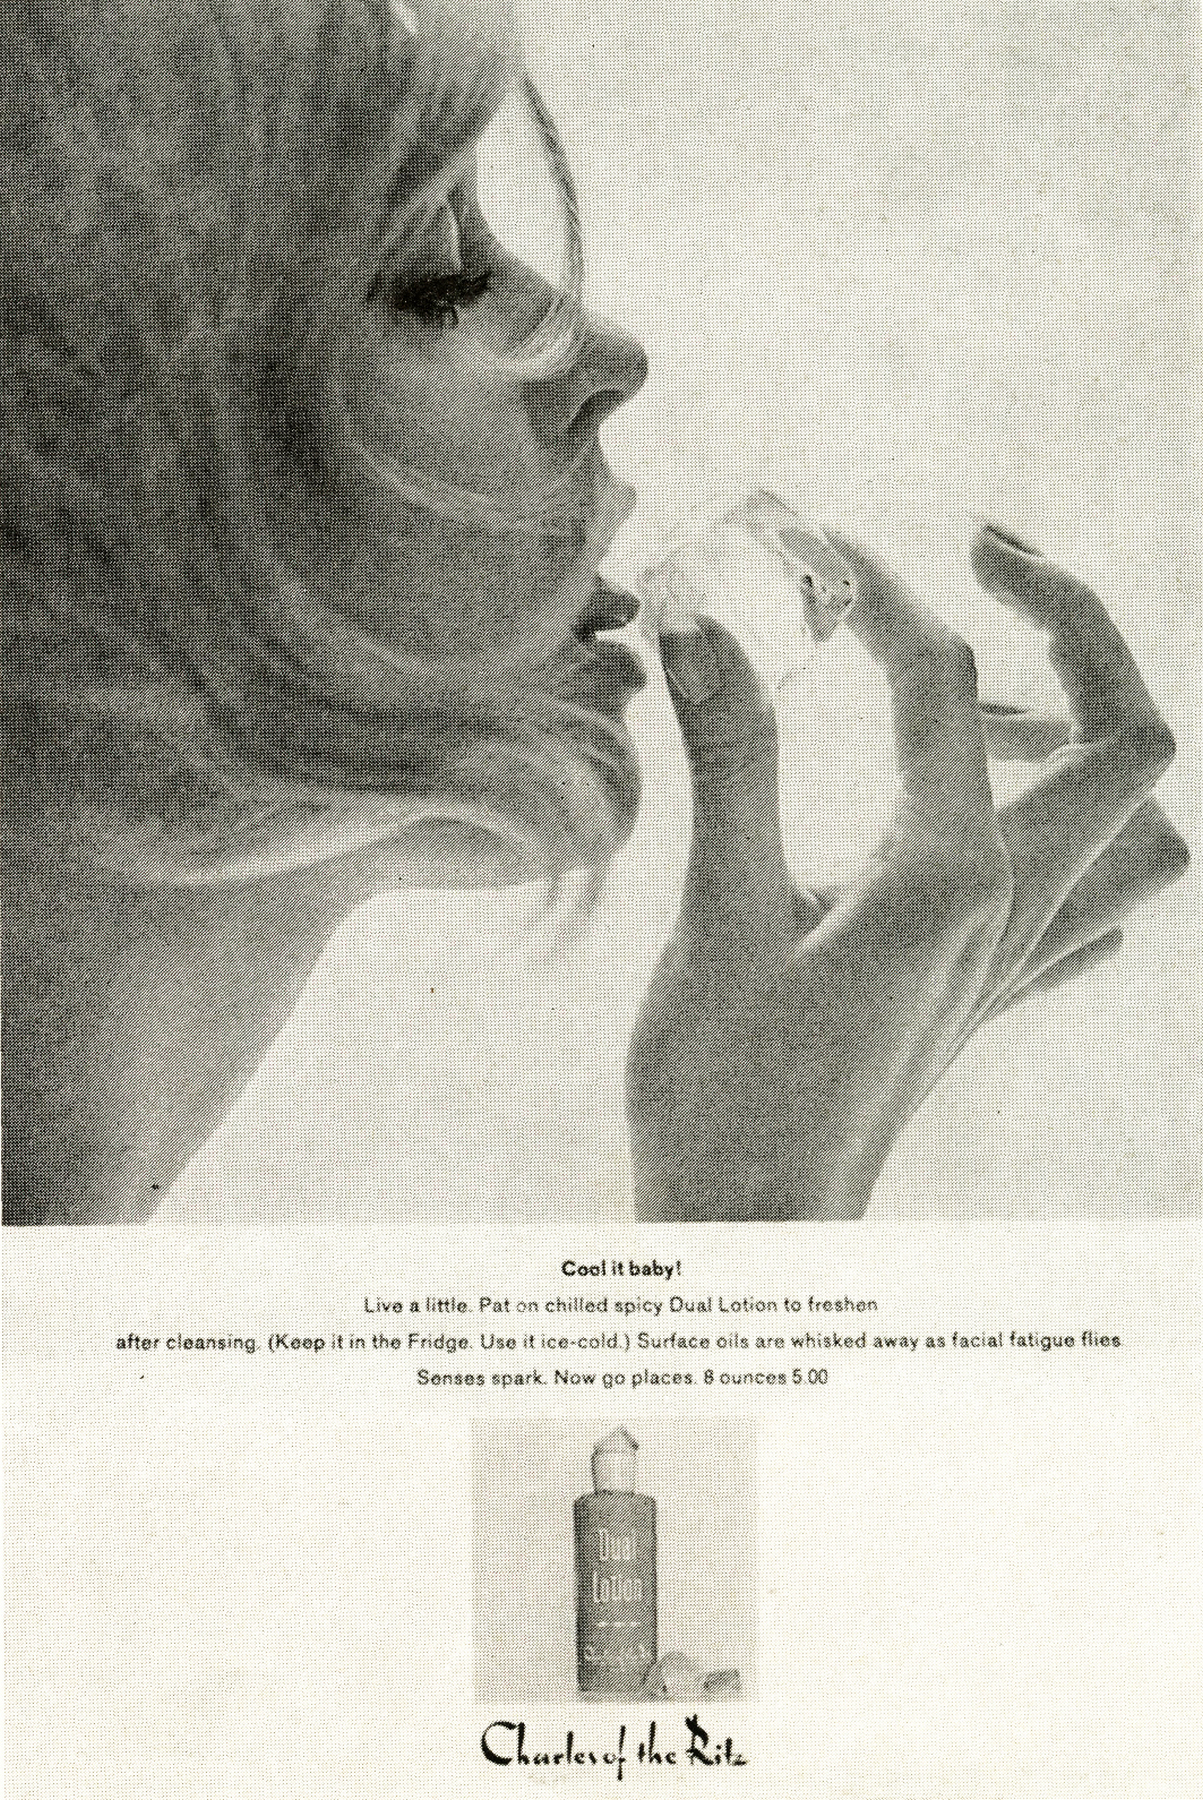 Cool it baby!
Live a little. Pat on chilled spicy Dual Lotion to freshen
after cleansing. (Keep it in the Fridge. Use it ice-cold.) Surface oils are whisked away as facial fatigue flies
Senses spark. Now go places. 8 ounces 5.00
Dual
Lotion
Charles of the Ritz